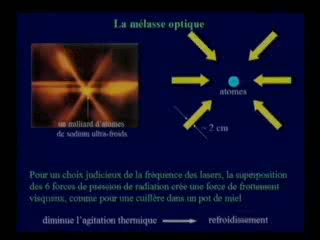 La mélasse optique
atomes
un milliard d'atomes
de sodium ultra-froids
~ 2 cm
Pour un choix judicieux de la fréquence des lasers, la superposition
des 6 forces de pression de radiation crée une force de frottement
visqueux, comme pour une cuillère dans un pot de miel
diminue l'agitation thermique
refroidissement